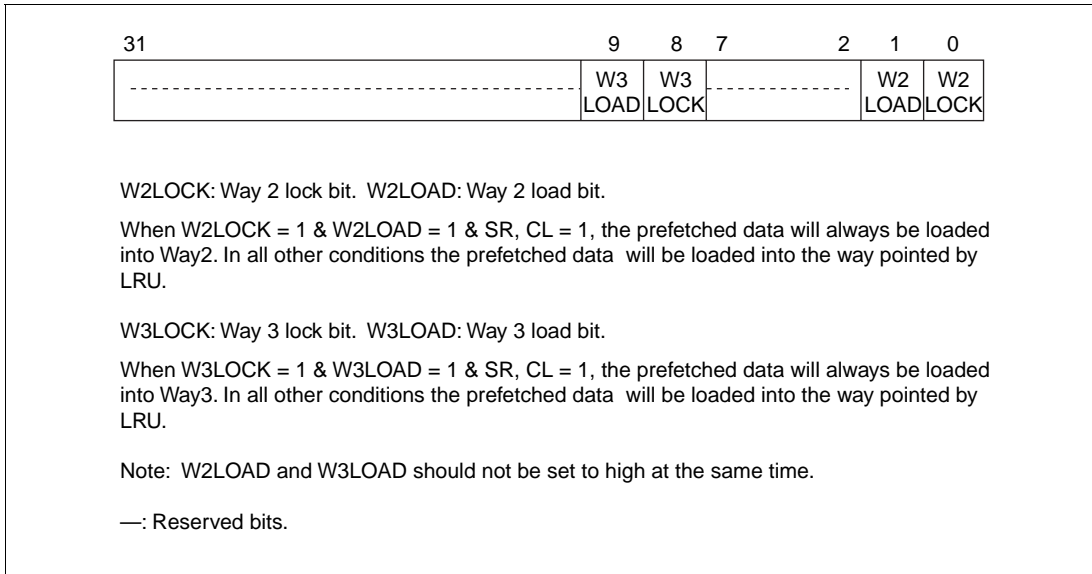 31 9 8 7 2 1 0
W3 W3 W2 W2
LOAD LOCK LOAD LOCK
W2LOCK: Way 2 lock bit. W2LOAD: Way 2 load bit.
When W2LOCK = 1 & W2LOAD = 1 & SR, CL = 1, the prefetched data will always be loaded
into Way2. In all other conditions the prefetched data will be loaded into the way pointed by
LRU.
W3LOCK: Way 3 lock bit. W3LOAD: Way 3 load bit.
When W3LOCK = 1 & W3LOAD = 1 & SR, CL = 1, the prefetched data will always be loaded
into Way3. In all other conditions the prefetched data will be loaded into the way pointed by
LRU.
Note: W2LOAD and W3LOAD should not be set to high at the same time.
—: Reserved bits.